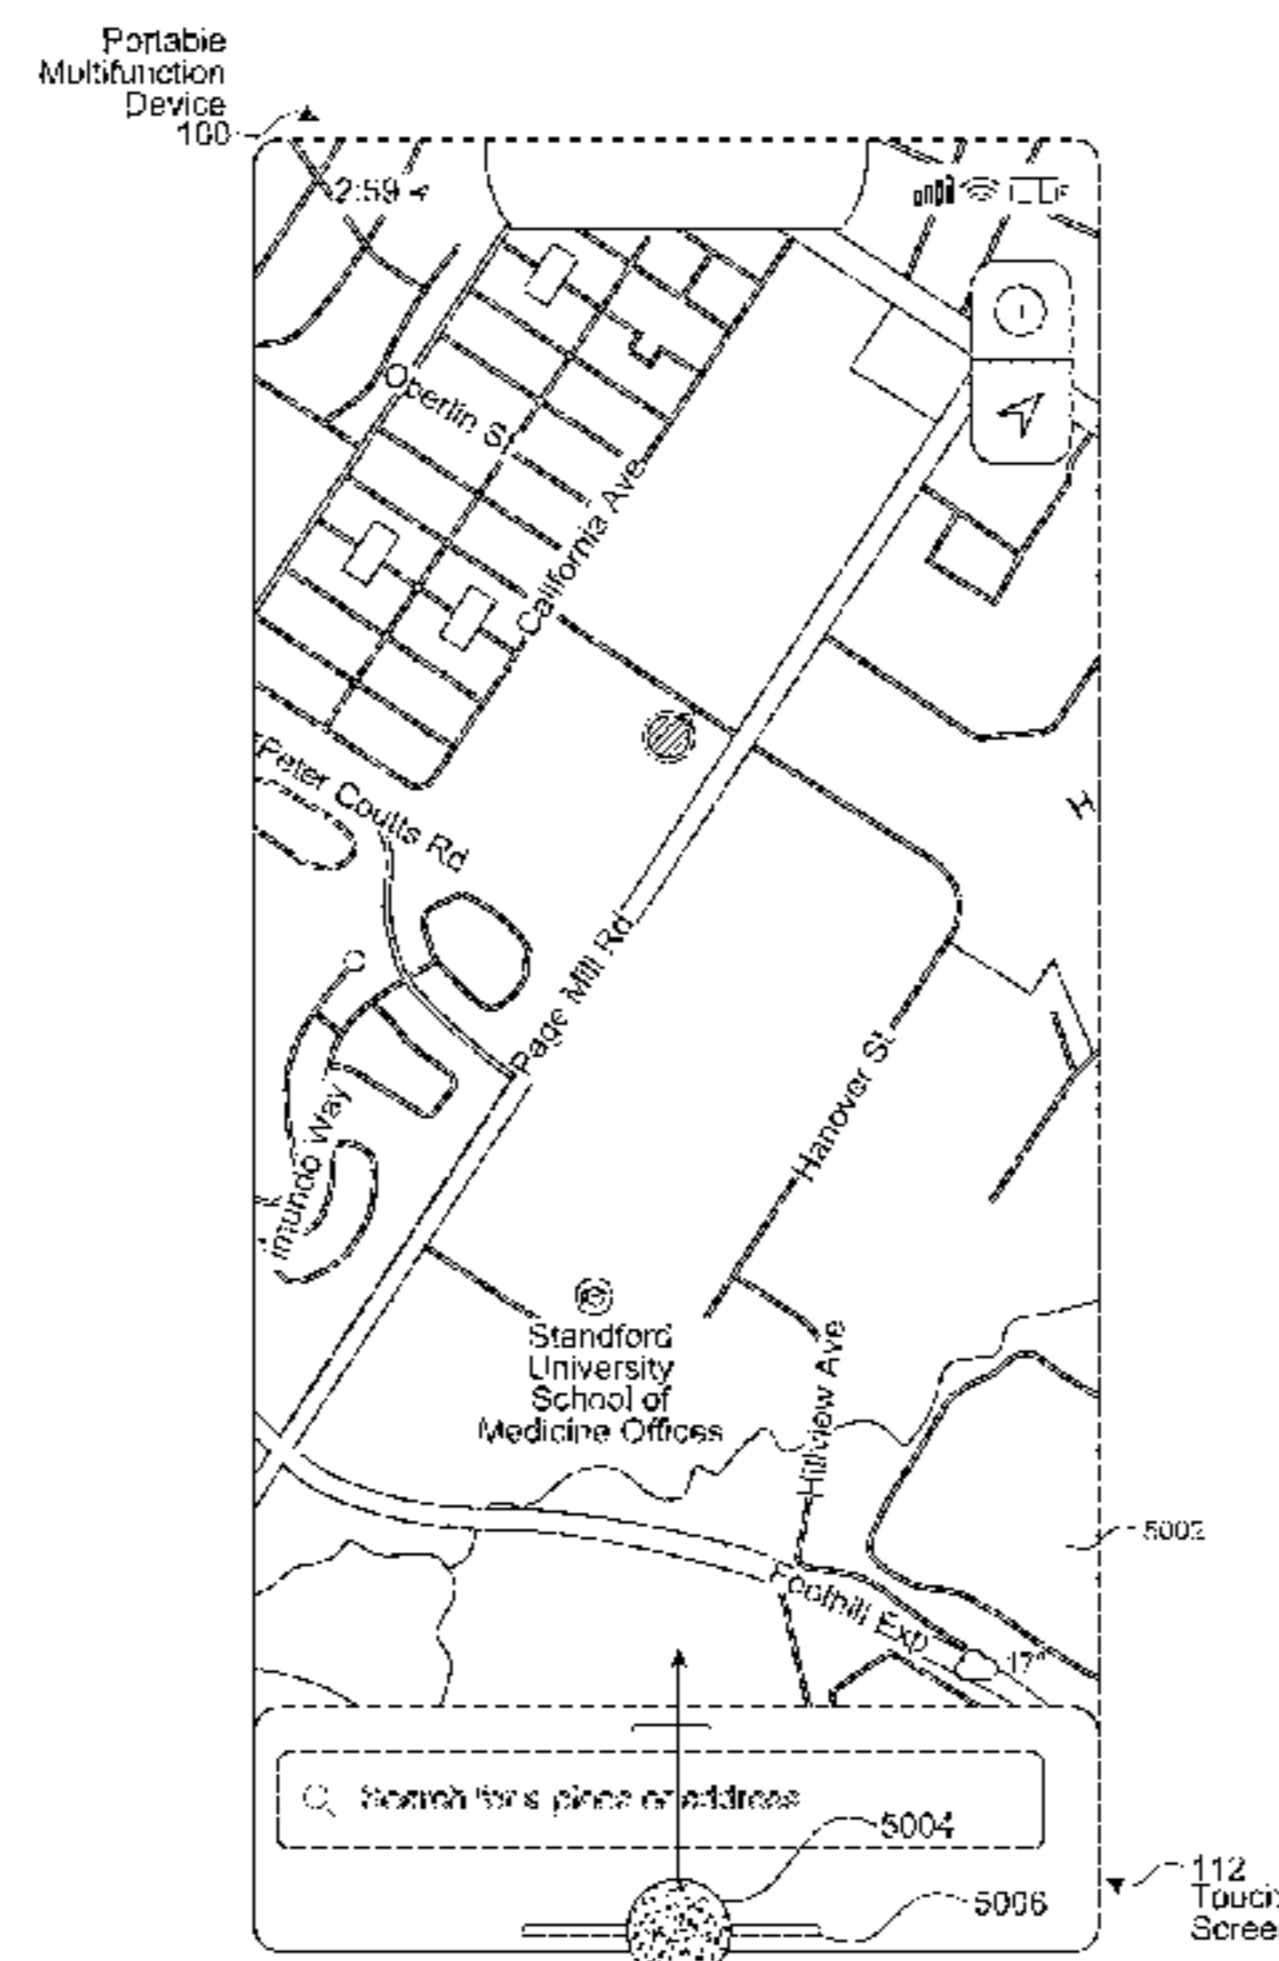 Portable
Multifunction
Device
100
2:59
Oberlin St
California Ave
Peter Coutts Rd
H
Page Mill Rd
Hanover St
Way
Standford
University
School of
Medicine Offices
Hillview Ave
5002
Foothill Exp
Search for a place or address
5004
5006
112
Screen